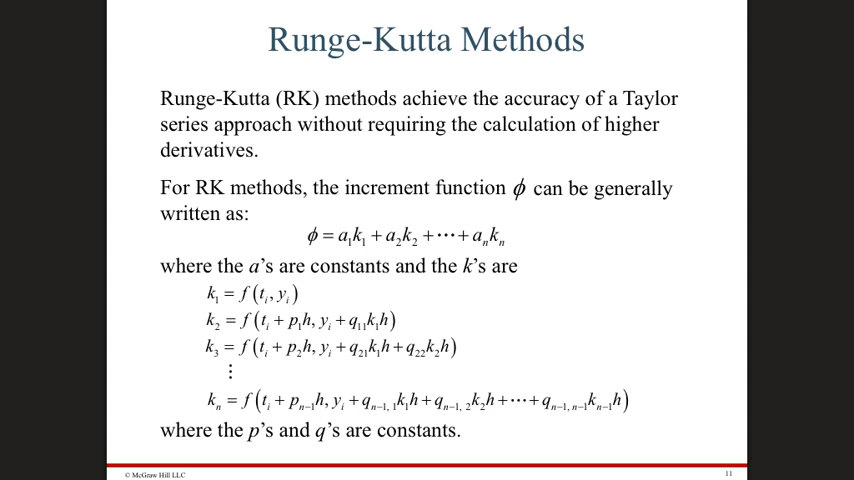 Runge-Kutta Methods
Runge-Kutta (RK) methods achieve the accuracy of a Taylor
series approach without requiring the calculation of higher
derivatives.
For RK methods, the increment function ϕ can be generally
written as:
ϕ = a₁k₁ + a₂k₂ + ⋯ + aₙkₙ
where the a's are constants and the k's are
k₁ = f(tᵢ, yᵢ)
k₂ = f(tᵢ + p₁h, yᵢ + q₁₁k₁h)
k₃ = f(tᵢ + p₂h, yᵢ + q₂₁k₁h + q₂₂k₂h)
⋮
kₙ = f(tᵢ + pₙ₋₁h, yᵢ + qₙ₋₁, ₁k₁h + qₙ₋₁, ₂k₂h + ⋯ + qₙ₋₁, ₙ₋₁kₙ₋₁h)
where the p's and q's are constants.
© McGraw Hill LLC
11